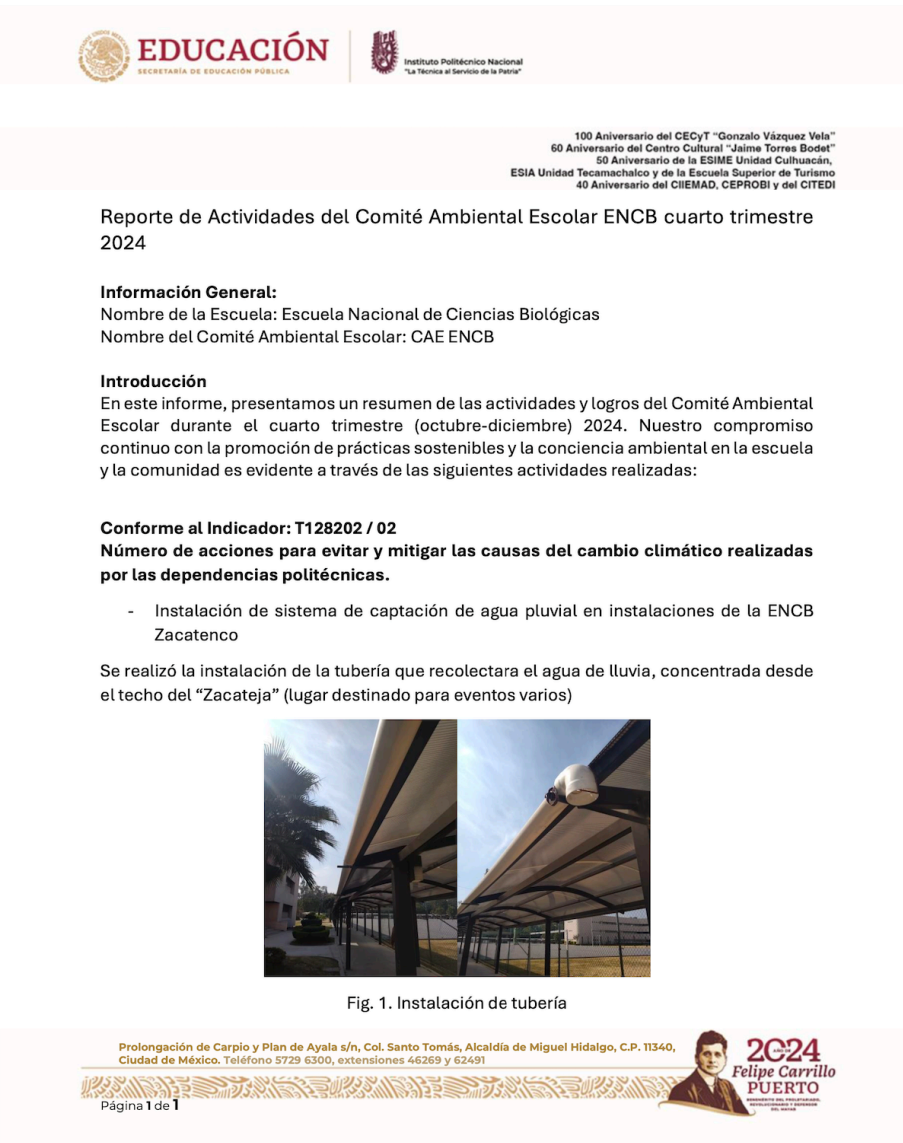 EDUCACIÓN
SECRETARÍA DE EDUCACIÓN PÚBLICA
Instituto Politécnico Nacional
"La Técnica al Servicio de la Patria"
100 Aniversario del CECyT "Gonzalo Vázquez Vela"
60 Aniversario del Centro Cultural "Jaime Torres Bodet"
50 Aniversario de la ESIME Unidad Culhuacán,
ESIA Unidad Tecamachalco y de la Escuela Superior de Turismo
40 Aniversario del CIIEMAD, CEPROBI y del CITEDI
Reporte de Actividades del Comité Ambiental Escolar ENCB cuarto trimestre
2024
Información General:
Nombre de la Escuela: Escuela Nacional de Ciencias Biológicas
Nombre del Comité Ambiental Escolar: CAE ENCB
Introducción
En este informe, presentamos un resumen de las actividades y logros del Comité Ambiental
Escolar durante el cuarto trimestre (octubre-diciembre) 2024. Nuestro compromiso
continuo con la promoción de prácticas sostenibles y la conciencia ambiental en la escuela
y la comunidad es evidente a través de las siguientes actividades realizadas:
Conforme al Indicador: T128202 / 02
Número de acciones para evitar y mitigar las causas del cambio climático realizadas
por las dependencias politécnicas.
- Instalación de sistema de captación de agua pluvial en instalaciones de la ENCB
Zacatenco
Se realizó la instalación de la tubería que recolectara el agua de lluvia, concentrada desde
el techo del “Zacateja” (lugar destinado para eventos varios)
Fig. 1. Instalación de tubería
Prolongación de Carpio y Plan de Ayala s/n, Col. Santo Tomás, Alcaldía de Miguel Hidalgo, C.P. 11340,
Ciudad de México. Teléfono 5729 6300, extensiones 46269 y 62491
Página 1 de 1
2024
AÑO DE
Felipe Carrillo
PUERTO
BENEMÉRITO DEL PROLETARIADO,
REVOLUCIONARIO Y DEFENSOR
DEL MAYAB